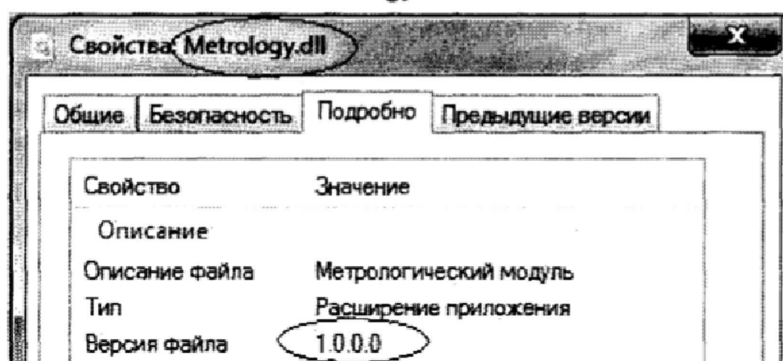 Свойства: Metrology.dll
Общие Безопасность Подробно Предыдущие версии
Свойство Значение
Описание
Описание файла Метрологический модуль
Тип Расширение приложения
Версия файла 1.0.0.0